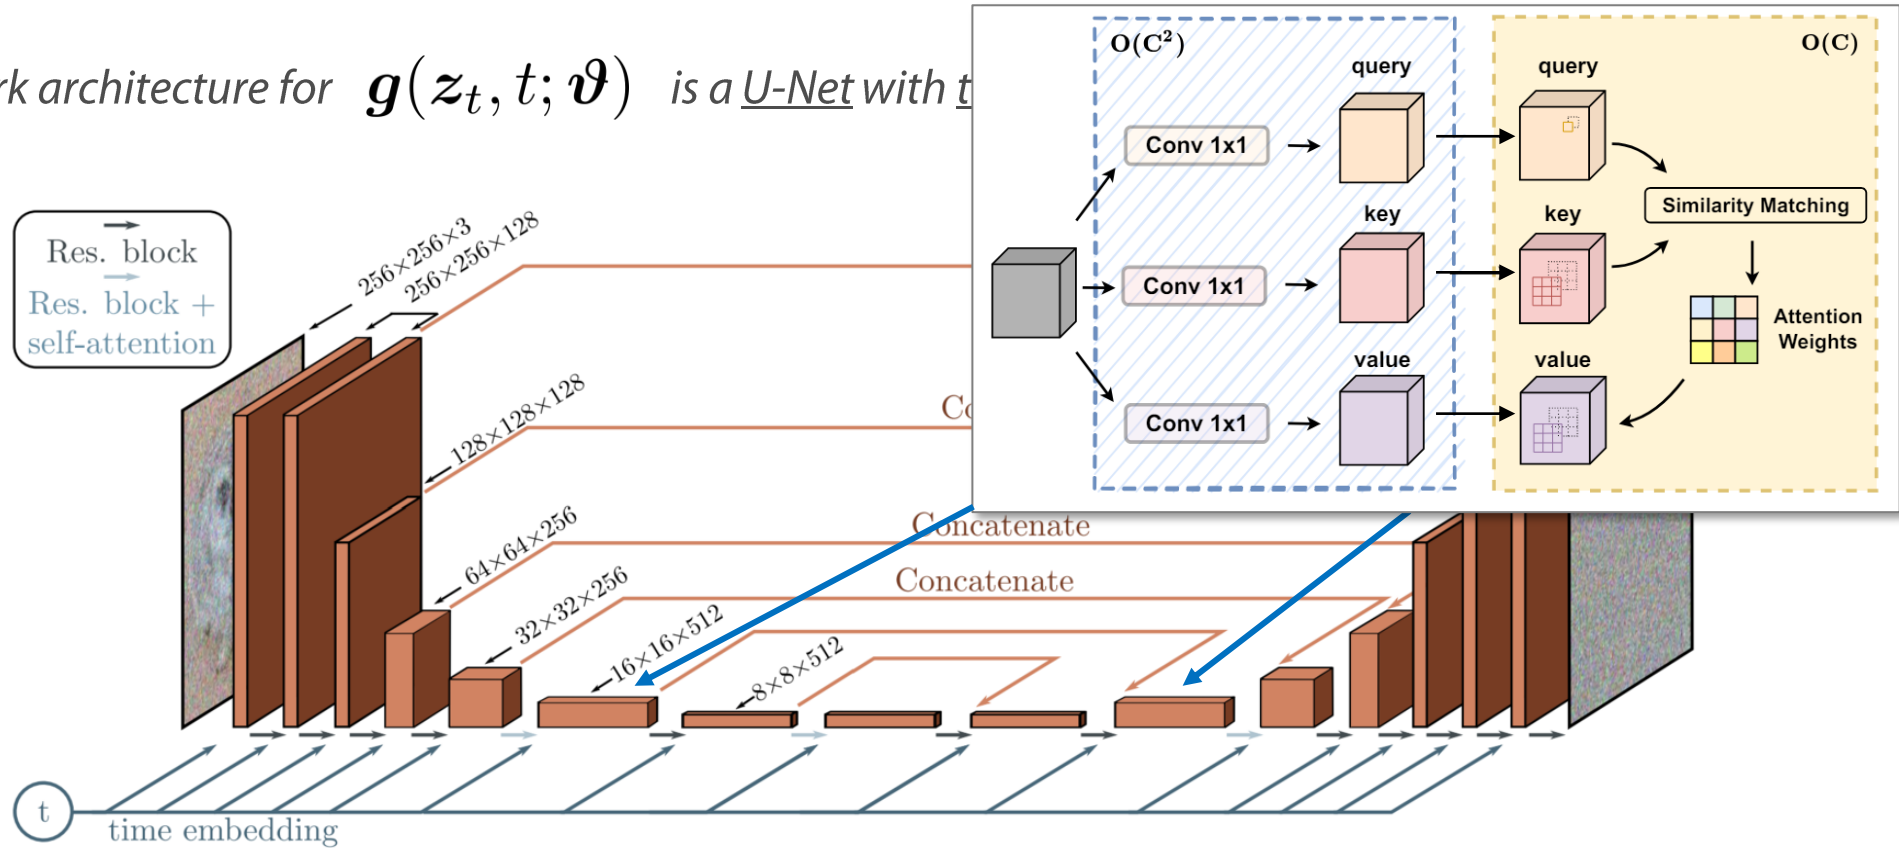 architecture for g(z_t, t; ϑ) is a U-Net with
O(C²)
O(C)
query
query
Conv 1x1
key
key
Similarity Matching
Conv 1x1
Attention
Weights
value
value
Conv 1x1
Res. block
Res. block +
self-attention
256×256×3
256×256×128
128×128×128
64×64×256
Concatenate
32×32×256
Concatenate
16×16×512
8×8×512
t
time embedding